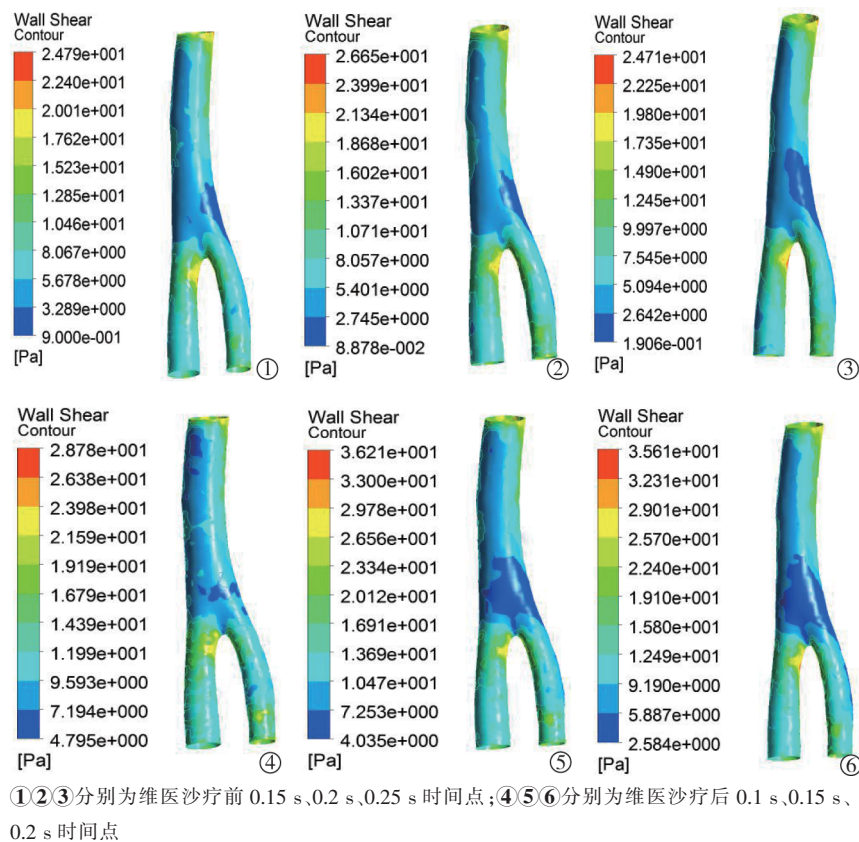 Wall Shear
Contour
2.479e+001
2.240e+001
2.001e+001
1.762e+001
1.523e+001
1.285e+001
1.046e+001
8.067e+000
5.678e+000
3.289e+000
9.000e-001
[Pa]
①
Wall Shear
Contour
2.665e+001
2.399e+001
2.134e+001
1.868e+001
1.602e+001
1.337e+001
1.071e+001
8.057e+000
5.401e+000
2.745e+000
8.878e-002
[Pa]
②
Wall Shear
Contour
2.471e+001
2.225e+001
1.980e+001
1.735e+001
1.490e+001
1.245e+001
9.997e+000
7.545e+000
5.094e+000
2.642e+000
1.906e-001
[Pa]
③
Wall Shear
Contour
2.878e+001
2.638e+001
2.398e+001
2.159e+001
1.919e+001
1.679e+001
1.439e+001
1.199e+001
9.593e+000
7.194e+000
4.795e+000
[Pa]
④
Wall Shear
Contour
3.621e+001
3.300e+001
2.978e+001
2.656e+001
2.334e+001
2.012e+001
1.691e+001
1.369e+001
1.047e+001
7.253e+000
4.035e+000
[Pa]
⑤
Wall Shear
Contour
3.561e+001
3.231e+001
2.901e+001
2.570e+001
2.240e+001
1.910e+001
1.580e+001
1.249e+001
9.190e+000
5.887e+000
2.584e+000
[Pa]
⑥
①②③分别为维医沙疗前 0.15 s、0.2 s、0.25 s 时间点;④⑤⑥分别为维医沙疗后 0.1 s、0.15 s、
0.2 s 时间点